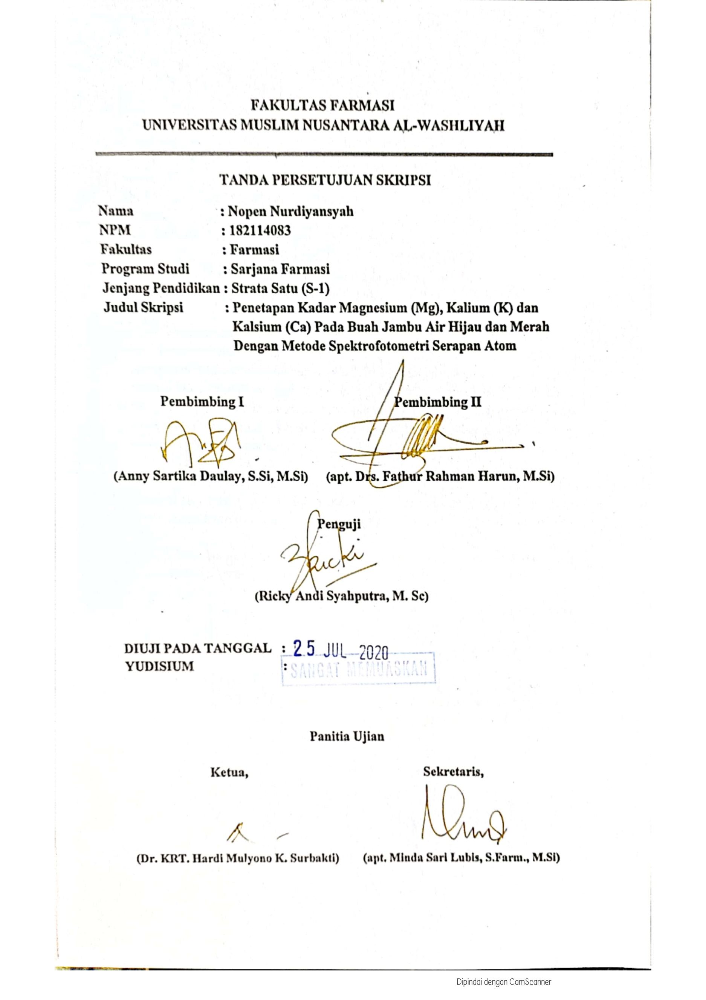 FAKULTAS FARMASI
UNIVERSITAS MUSLIM NUSANTARA AL-WASHLIYAH
TANDA PERSETUJUAN SKRIPSI
Nama : Nopen Nurdiyansyah
NPM : 182114083
Fakultas : Farmasi
Program Studi : Sarjana Farmasi
Jenjang Pendidikan : Strata Satu (S-1)
Judul Skripsi : Penetapan Kadar Magnesium (Mg), Kalium (K) dan
Kalsium (Ca) Pada Buah Jambu Air Hijau dan Merah
Dengan Metode Spektrofotometri Serapan Atom
Pembimbing I Pembimbing II
(Anny Sartika Daulay, S.Si, M.Si) (apt. Drs. Fathur Rahman Harun, M.Si)
Penguji
(Ricky Andi Syahputra, M. Sc)
DIUJI PADA TANGGAL : 25 JUL 2020
YUDISIUM : SANGAT MEMUASKAN
Panitia Ujian
Ketua, Sekretaris,
(Dr. KRT. Hardi Mulyono K. Surbakti) (apt. Minda Sari Lubis, S.Farm., M.Si)
Dipindai dengan CamScanner